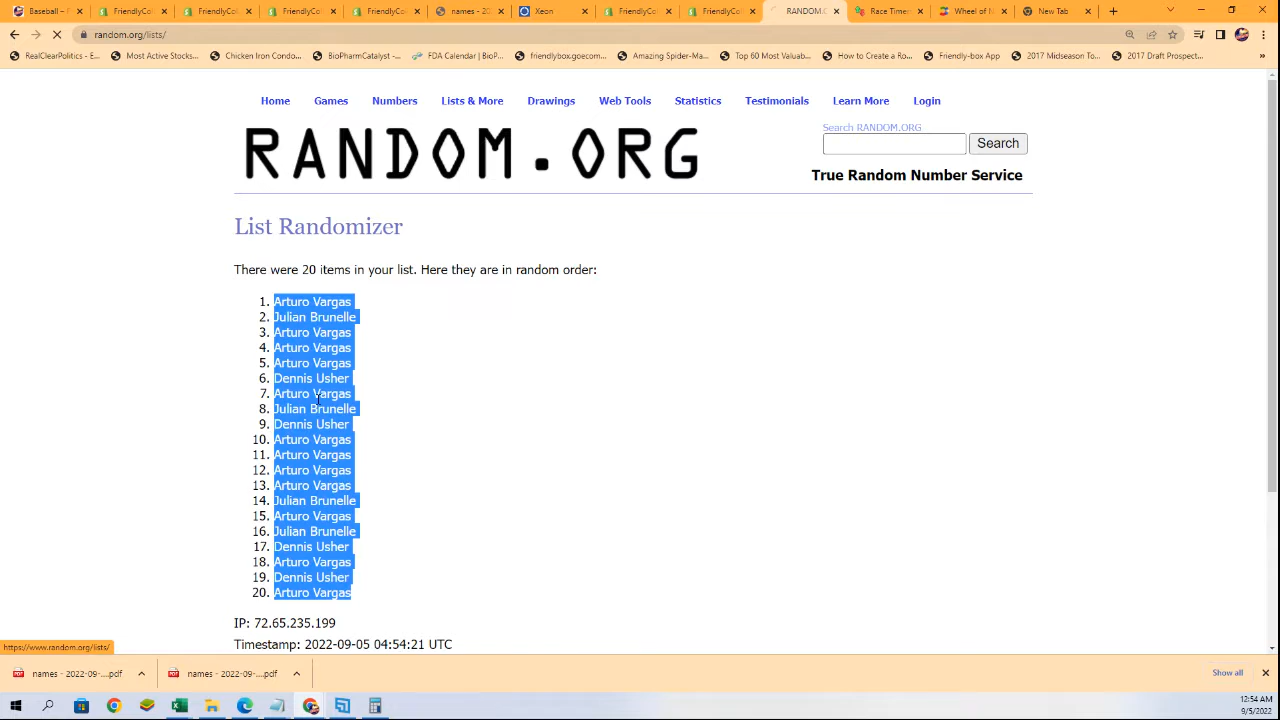 Baseball –
FriendlyCol
FriendlyCol
FriendlyCol
FriendlyCol
names - 20
Xeon
FriendlyCol
FriendlyCol
RANDOM.O
Race Timer
Wheel of N
New Tab
random.org/lists/
RealClearPolitics - E...
Most Active Stocks...
Chicken Iron Condo...
BioPharmCatalyst -...
FDA Calendar | BioP...
friendlybox.goecom...
Amazing Spider-Ma...
Top 60 Most Valuab...
How to Create a Ro...
Friendly-box App
2017 Midseason To...
2017 Draft Prospect...
Home Games Numbers Lists & More Drawings Web Tools Statistics Testimonials Learn More Login
RANDOM.ORG
Search RANDOM.ORG
Search
True Random Number Service
List Randomizer
There were 20 items in your list. Here they are in random order:
1. Arturo Vargas
2. Julian Brunelle
3. Arturo Vargas
4. Arturo Vargas
5. Arturo Vargas
6. Dennis Usher
7. Arturo Vargas
8. Julian Brunelle
9. Dennis Usher
10. Arturo Vargas
11. Arturo Vargas
12. Arturo Vargas
13. Arturo Vargas
14. Julian Brunelle
15. Arturo Vargas
16. Julian Brunelle
17. Dennis Usher
18. Arturo Vargas
19. Dennis Usher
20. Arturo Vargas
IP: 72.65.235.199
Timestamp: 2022-09-05 04:54:21 UTC
https://www.random.org/lists/
names - 2022-09-....pdf
names - 2022-09-....pdf
Show all
12:54 AM
9/5/2022